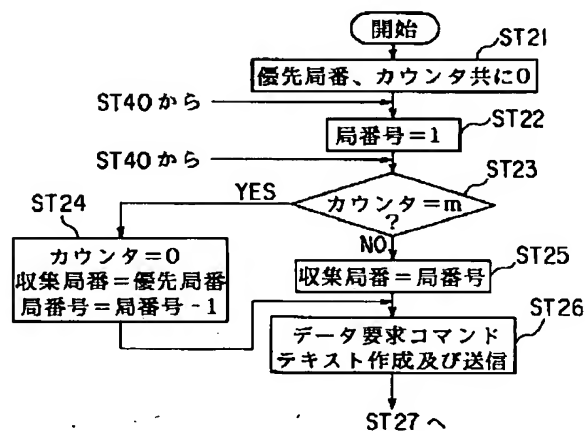 開始
ST21
優先局番、カウンタ共に0
ST40から
ST22
局番号=1
ST40から
ST23
カウンタ=m
?
YES
NO
ST24
カウンタ=0
収集局番=優先局番
局番号=局番号-1
ST25
収集局番=局番号
ST26
データ要求コマンド
テキスト作成及び送信
ST27へ